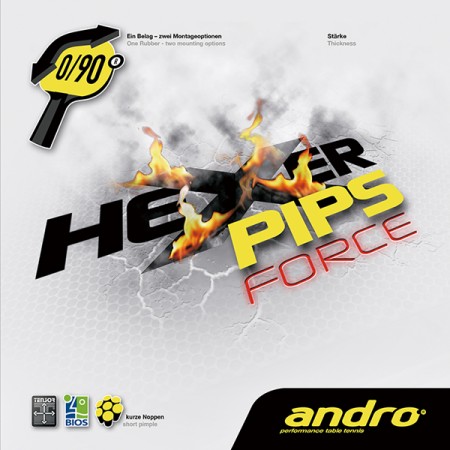 0/90°
Ein Belag – zwei Montageoptionen
One Rubber - two mounting options
Stärke
Thickness
HEXER
PIPS
FORCE
TENSOR
4
BIOS
kurze Noppen
short pimple
andro
performance table tennis